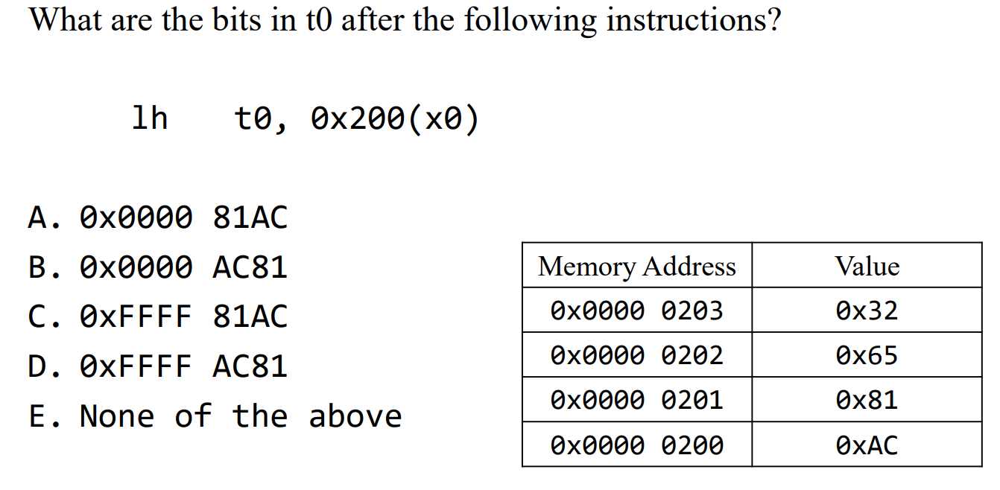 What are the bits in t0 after the following instructions?
lh t0, 0x200(x0)
A. 0x0000 81AC
B. 0x0000 AC81
C. 0xFFFF 81AC
D. 0xFFFF AC81
E. None of the above
Memory Address Value
0x0000 0203 0x32
0x0000 0202 0x65
0x0000 0201 0x81
0x0000 0200 0xAC